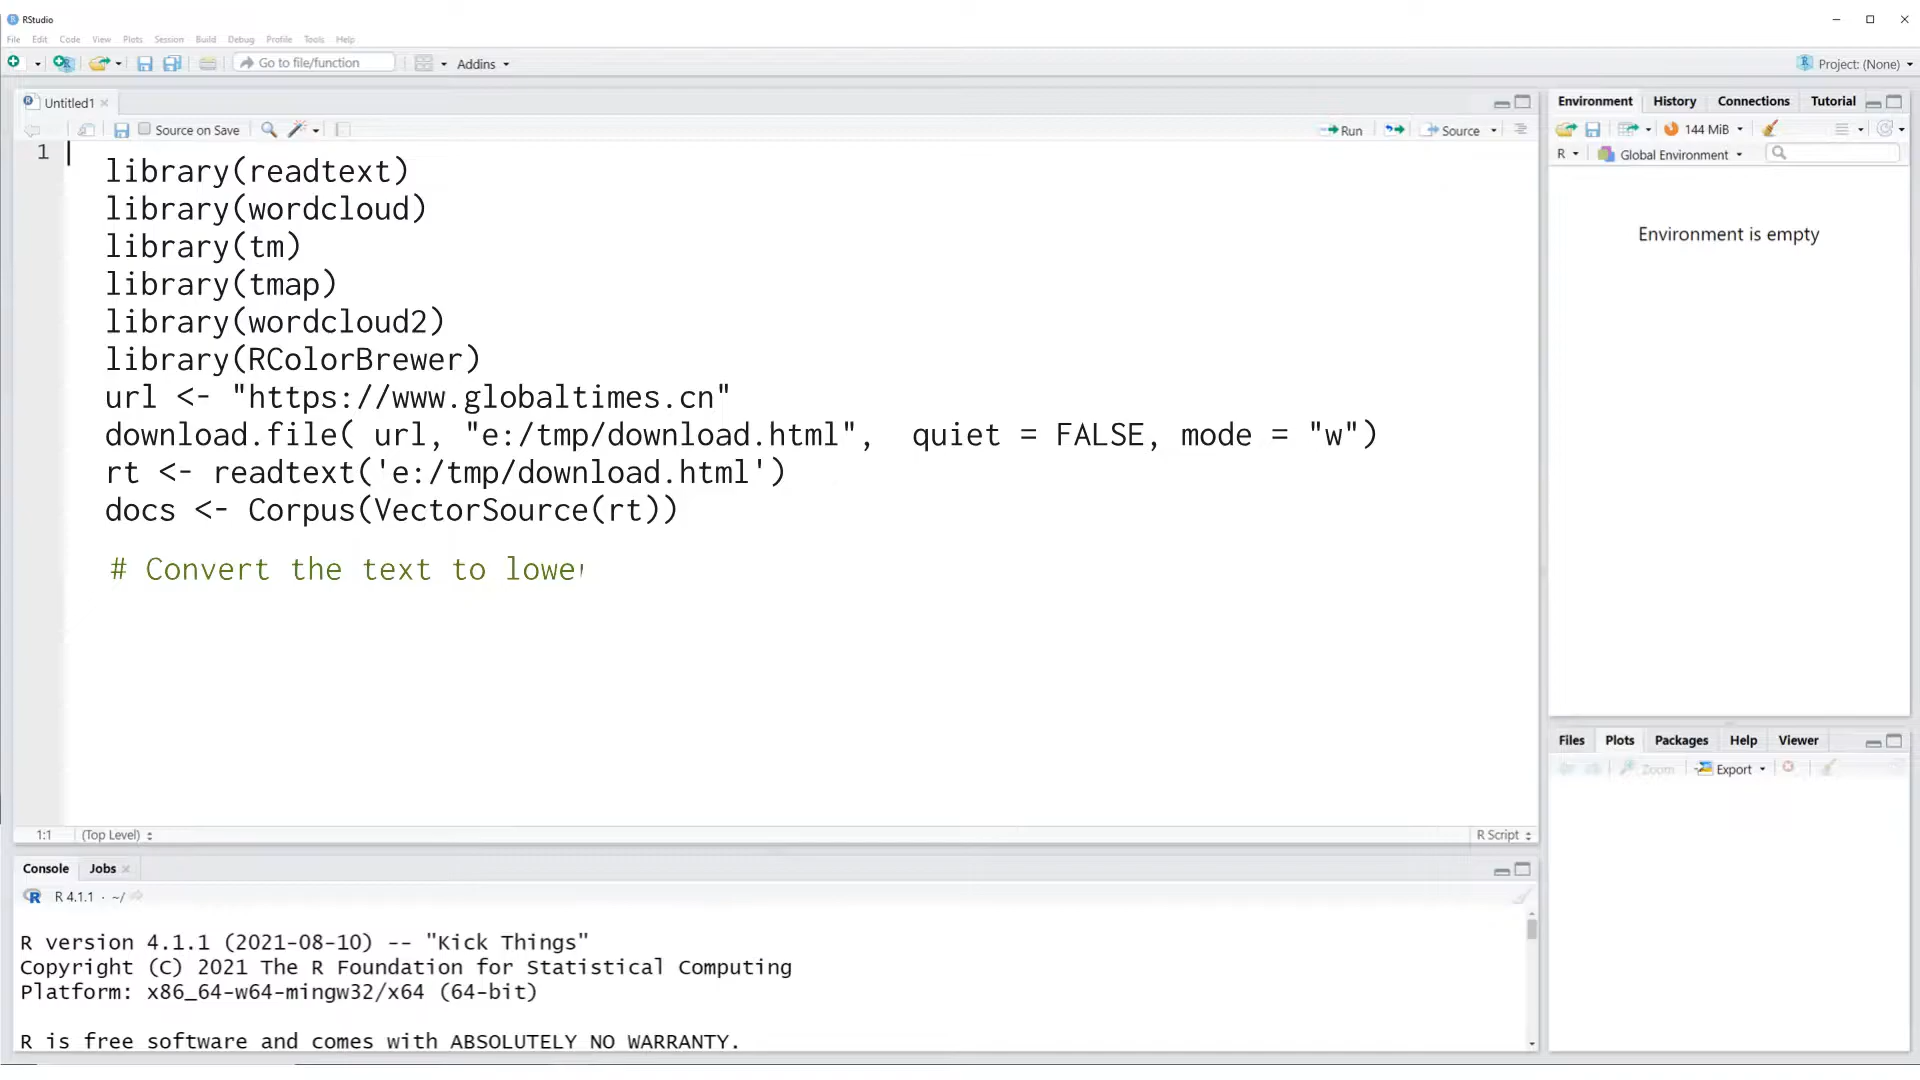 RStudio
File Edit Code View Plots Session Build Debug Profile Tools Help
Go to file/function Addins Project: (None)
Untitled1
Source on Save Run Source
1
library(readtext)
library(wordcloud)
library(tm)
library(tmap)
library(wordcloud2)
library(RColorBrewer)
url <- "https://www.globaltimes.cn"
download.file( url, "e:/tmp/download.html", quiet = FALSE, mode = "w")
rt <- readtext('e:/tmp/download.html')
docs <- Corpus(VectorSource(rt))
# Convert the text to lower
1:1 (Top Level) R Script
Console Jobs
R 4.1.1 · ~/
R version 4.1.1 (2021-08-10) -- "Kick Things"
Copyright (C) 2021 The R Foundation for Statistical Computing
Platform: x86_64-w64-mingw32/x64 (64-bit)
R is free software and comes with ABSOLUTELY NO WARRANTY.
Environment History Connections Tutorial
144 MiB
R Global Environment
Environment is empty
Files Plots Packages Help Viewer
Zoom Export